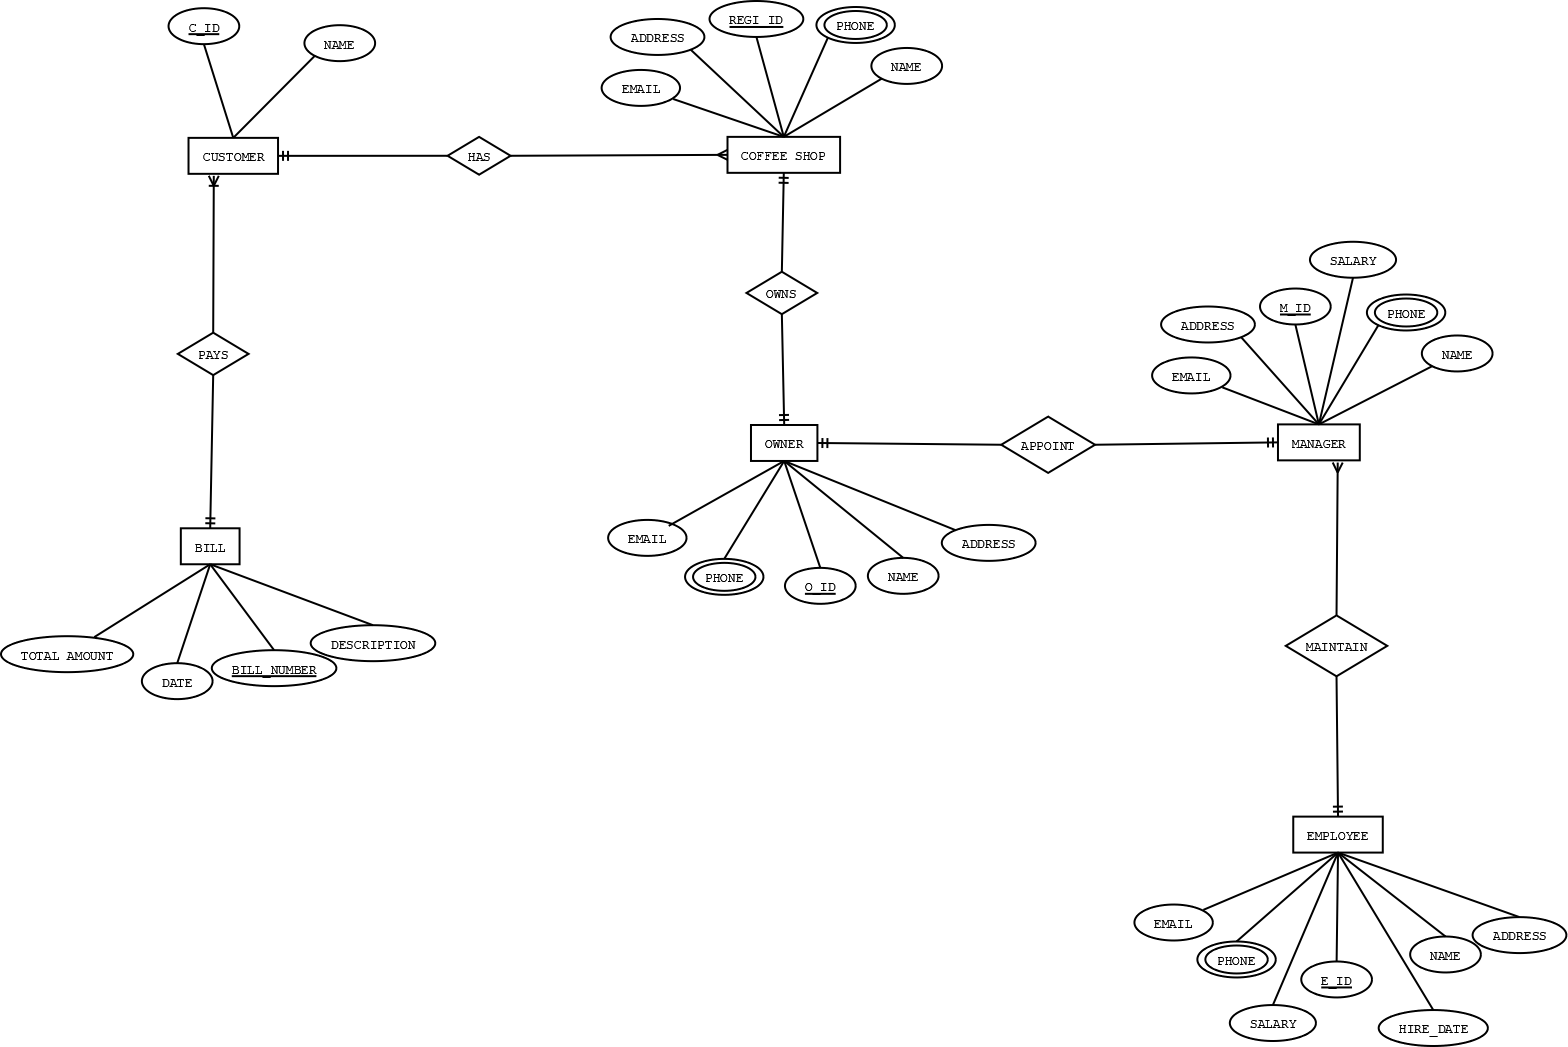 C_ID
NAME
CUSTOMER
HAS
EMAIL
ADDRESS
REGI_ID
PHONE
NAME
COFFEE SHOP
OWNS
PAYS
BILL
TOTAL AMOUNT
DATE
BILL_NUMBER
DESCRIPTION
OWNER
EMAIL
PHONE
O_ID
NAME
ADDRESS
APPOINT
EMAIL
ADDRESS
M_ID
SALARY
PHONE
NAME
MANAGER
MAINTAIN
EMPLOYEE
EMAIL
PHONE
SALARY
E_ID
HIRE_DATE
NAME
ADDRESS